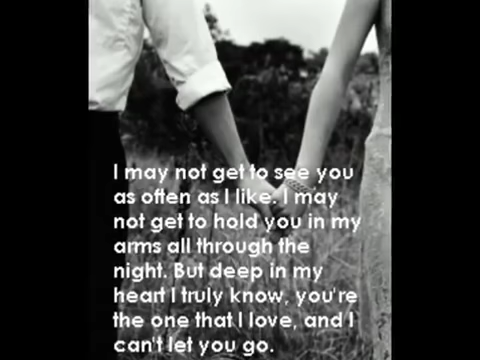 I may not get to see you
as often as I like. I may
not get to hold you in my
arms all through the
night. But deep in my
heart I truly know, you're
the one that I love, and I
can't let you go.